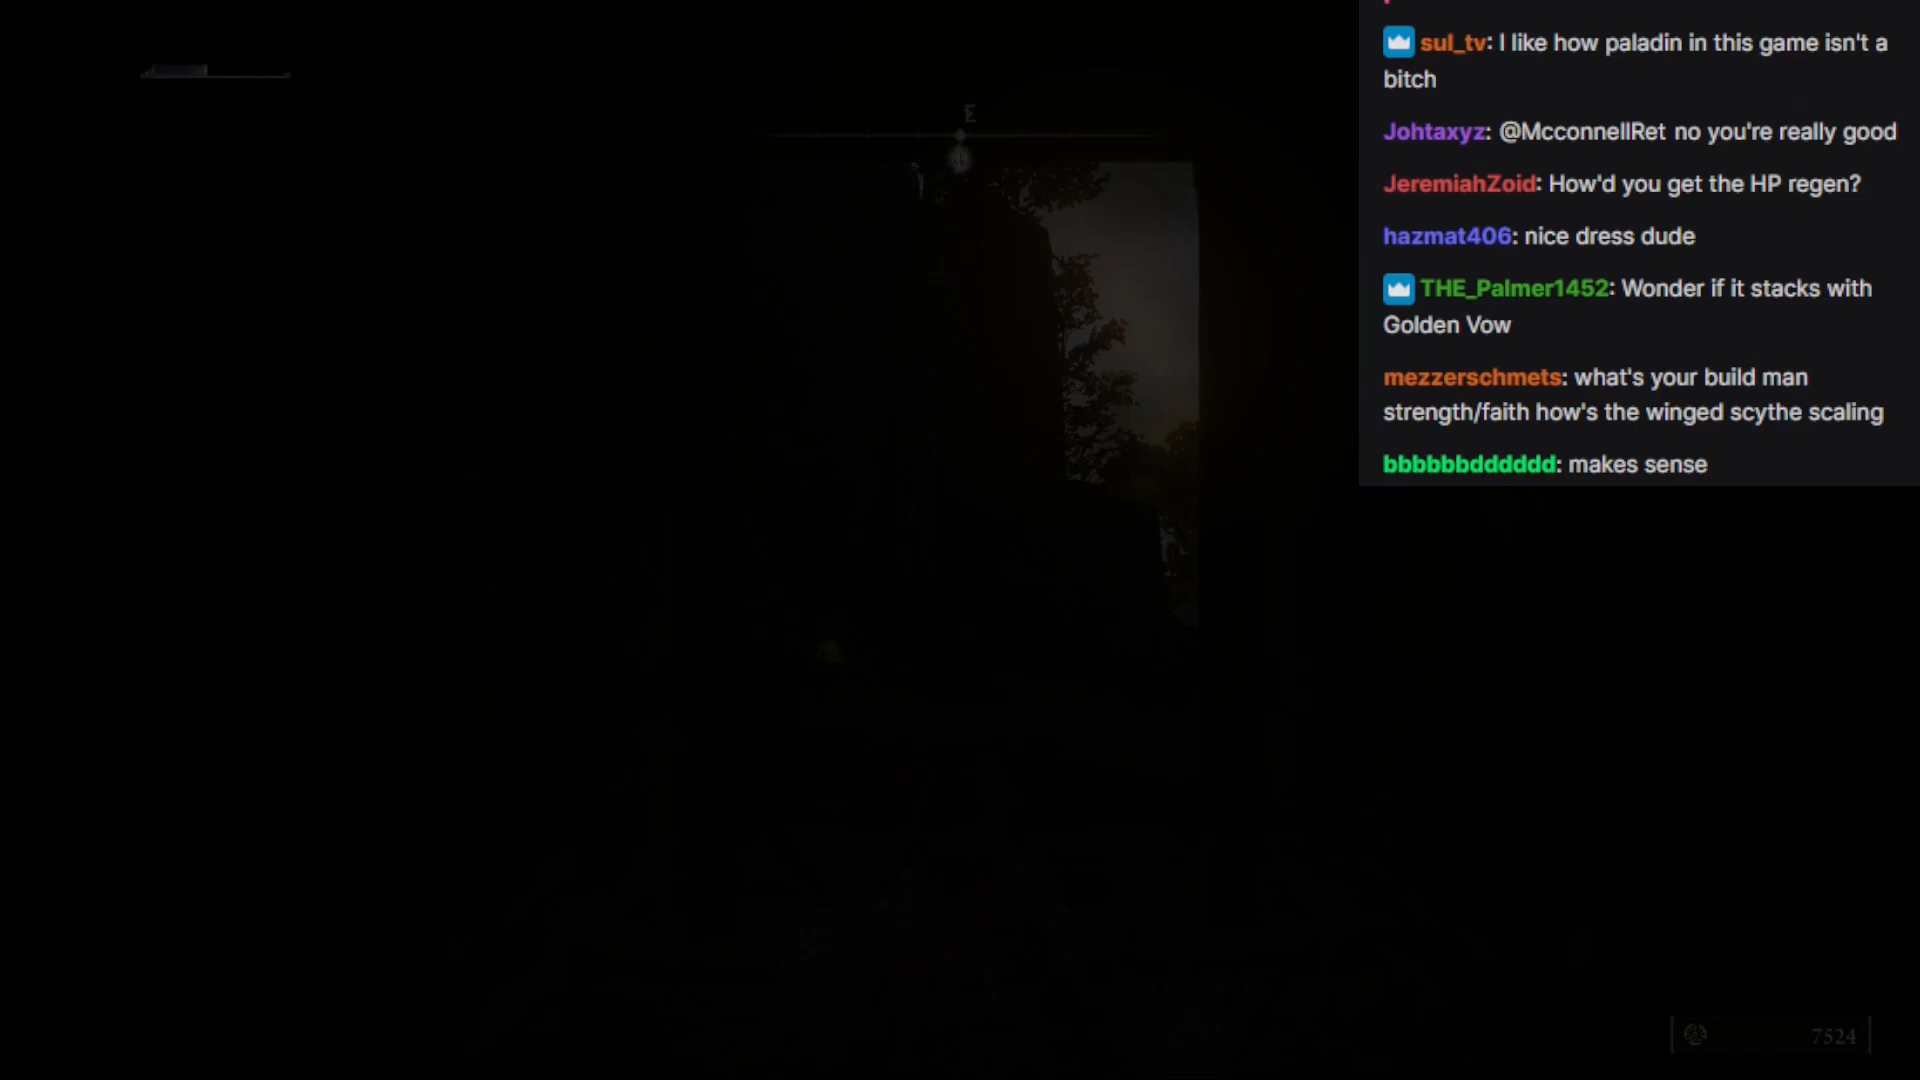 E
sul_tv: I like how paladin in this game isn't a
bitch
Johtaxyz: @McconnellRet no you're really good
JeremiahZoid: How'd you get the HP regen?
hazmat406: nice dress dude
THE_Palmer1452: Wonder if it stacks with
Golden Vow
mezzerschmets: what's your build man
strength/faith how's the winged scythe scaling
bbbbbbdddddd: makes sense
7524